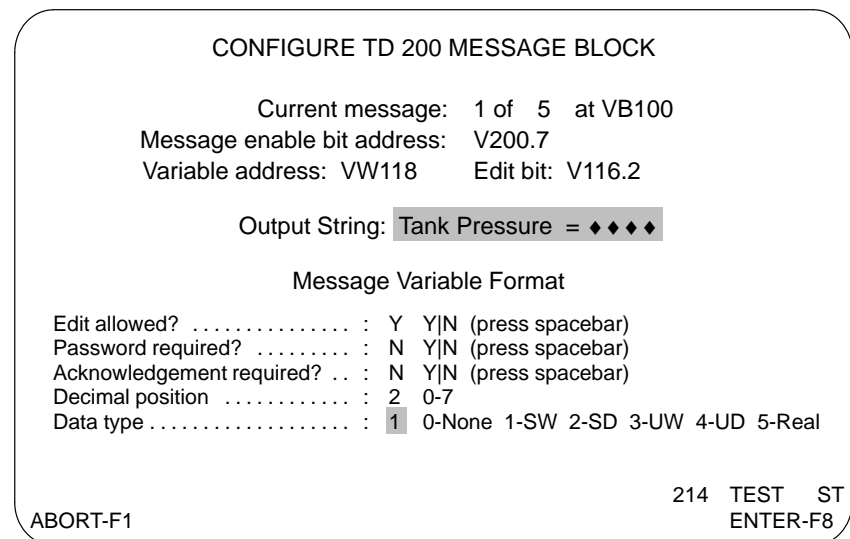 CONFIGURE TD 200 MESSAGE BLOCK
Current message: 1 of 5 at VB100
Message enable bit address: V200.7
Variable address: VW118 Edit bit: V116.2
Output String: Tank Pressure = ♦ ♦ ♦ ♦
Message Variable Format
Edit allowed? . . . . . . . . . . . . . . . : Y Y|N (press spacebar)
Password required? . . . . . . . . . : N Y|N (press spacebar)
Acknowledgement required? . . : N Y|N (press spacebar)
Decimal position . . . . . . . . . . . . : 2 0-7
Data type . . . . . . . . . . . . . . . . . . . : 1 0-None 1-SW 2-SD 3-UW 4-UD 5-Real
214 TEST ST
ABORT-F1 ENTER-F8